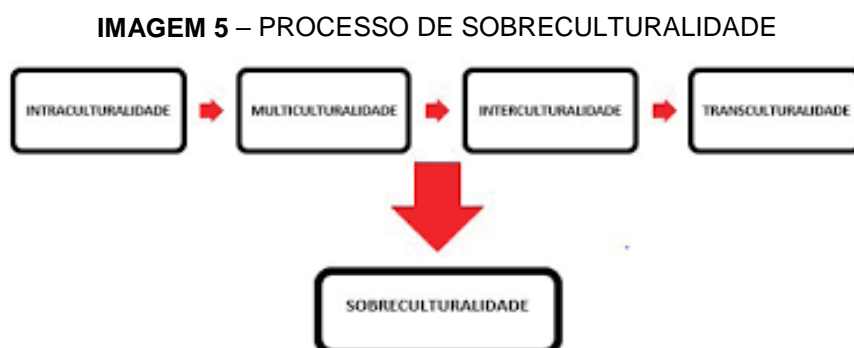 IMAGEM 5 – PROCESSO DE SOBRECULTURALIDADE
INTRACULTURALIDADE
MULTICULTURALIDADE
INTERCULTURALIDADE
TRANSCULTURALIDADE
SOBRECULTURALIDADE